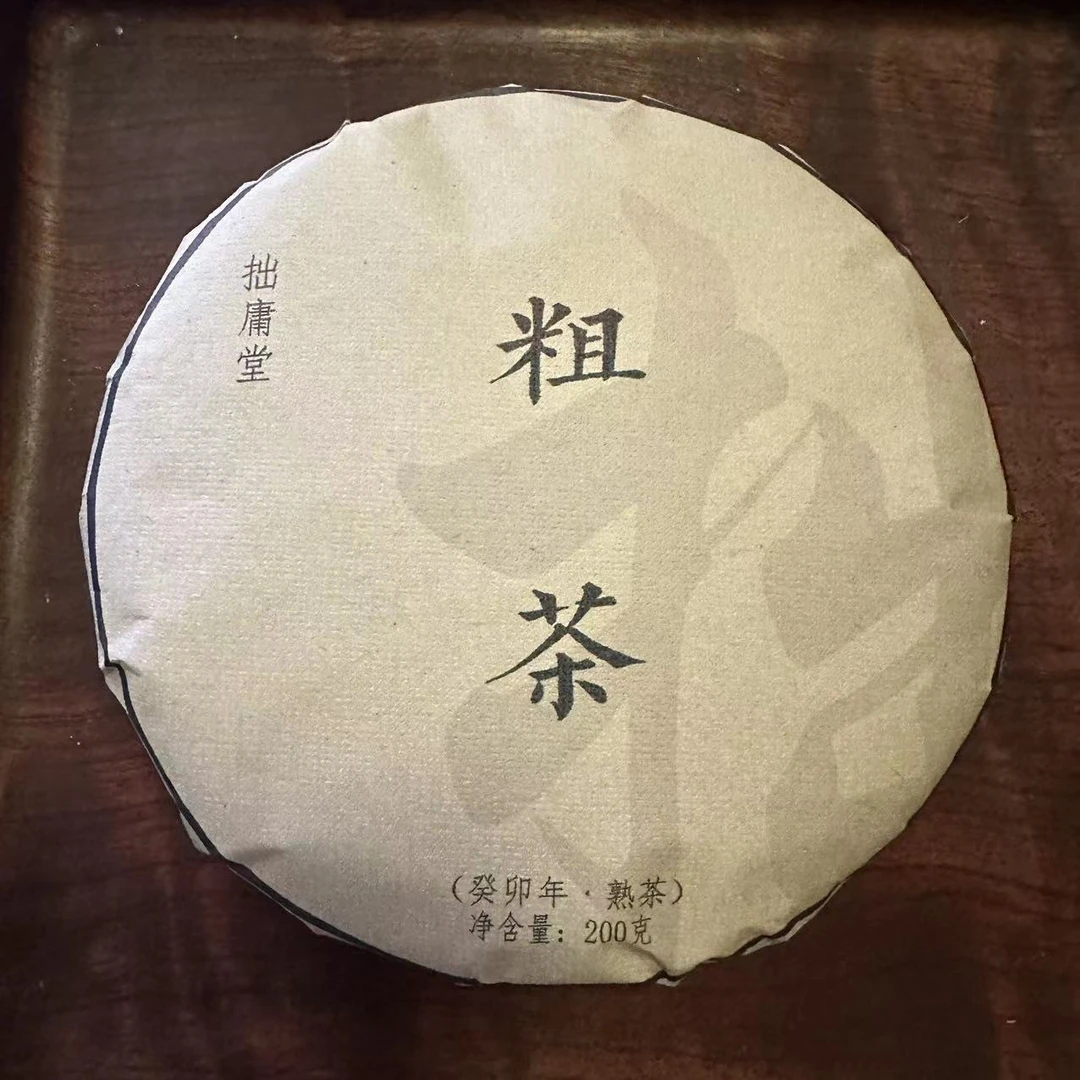 拙庸堂
粗茶
（癸卯年·熟茶）
净含量：200克